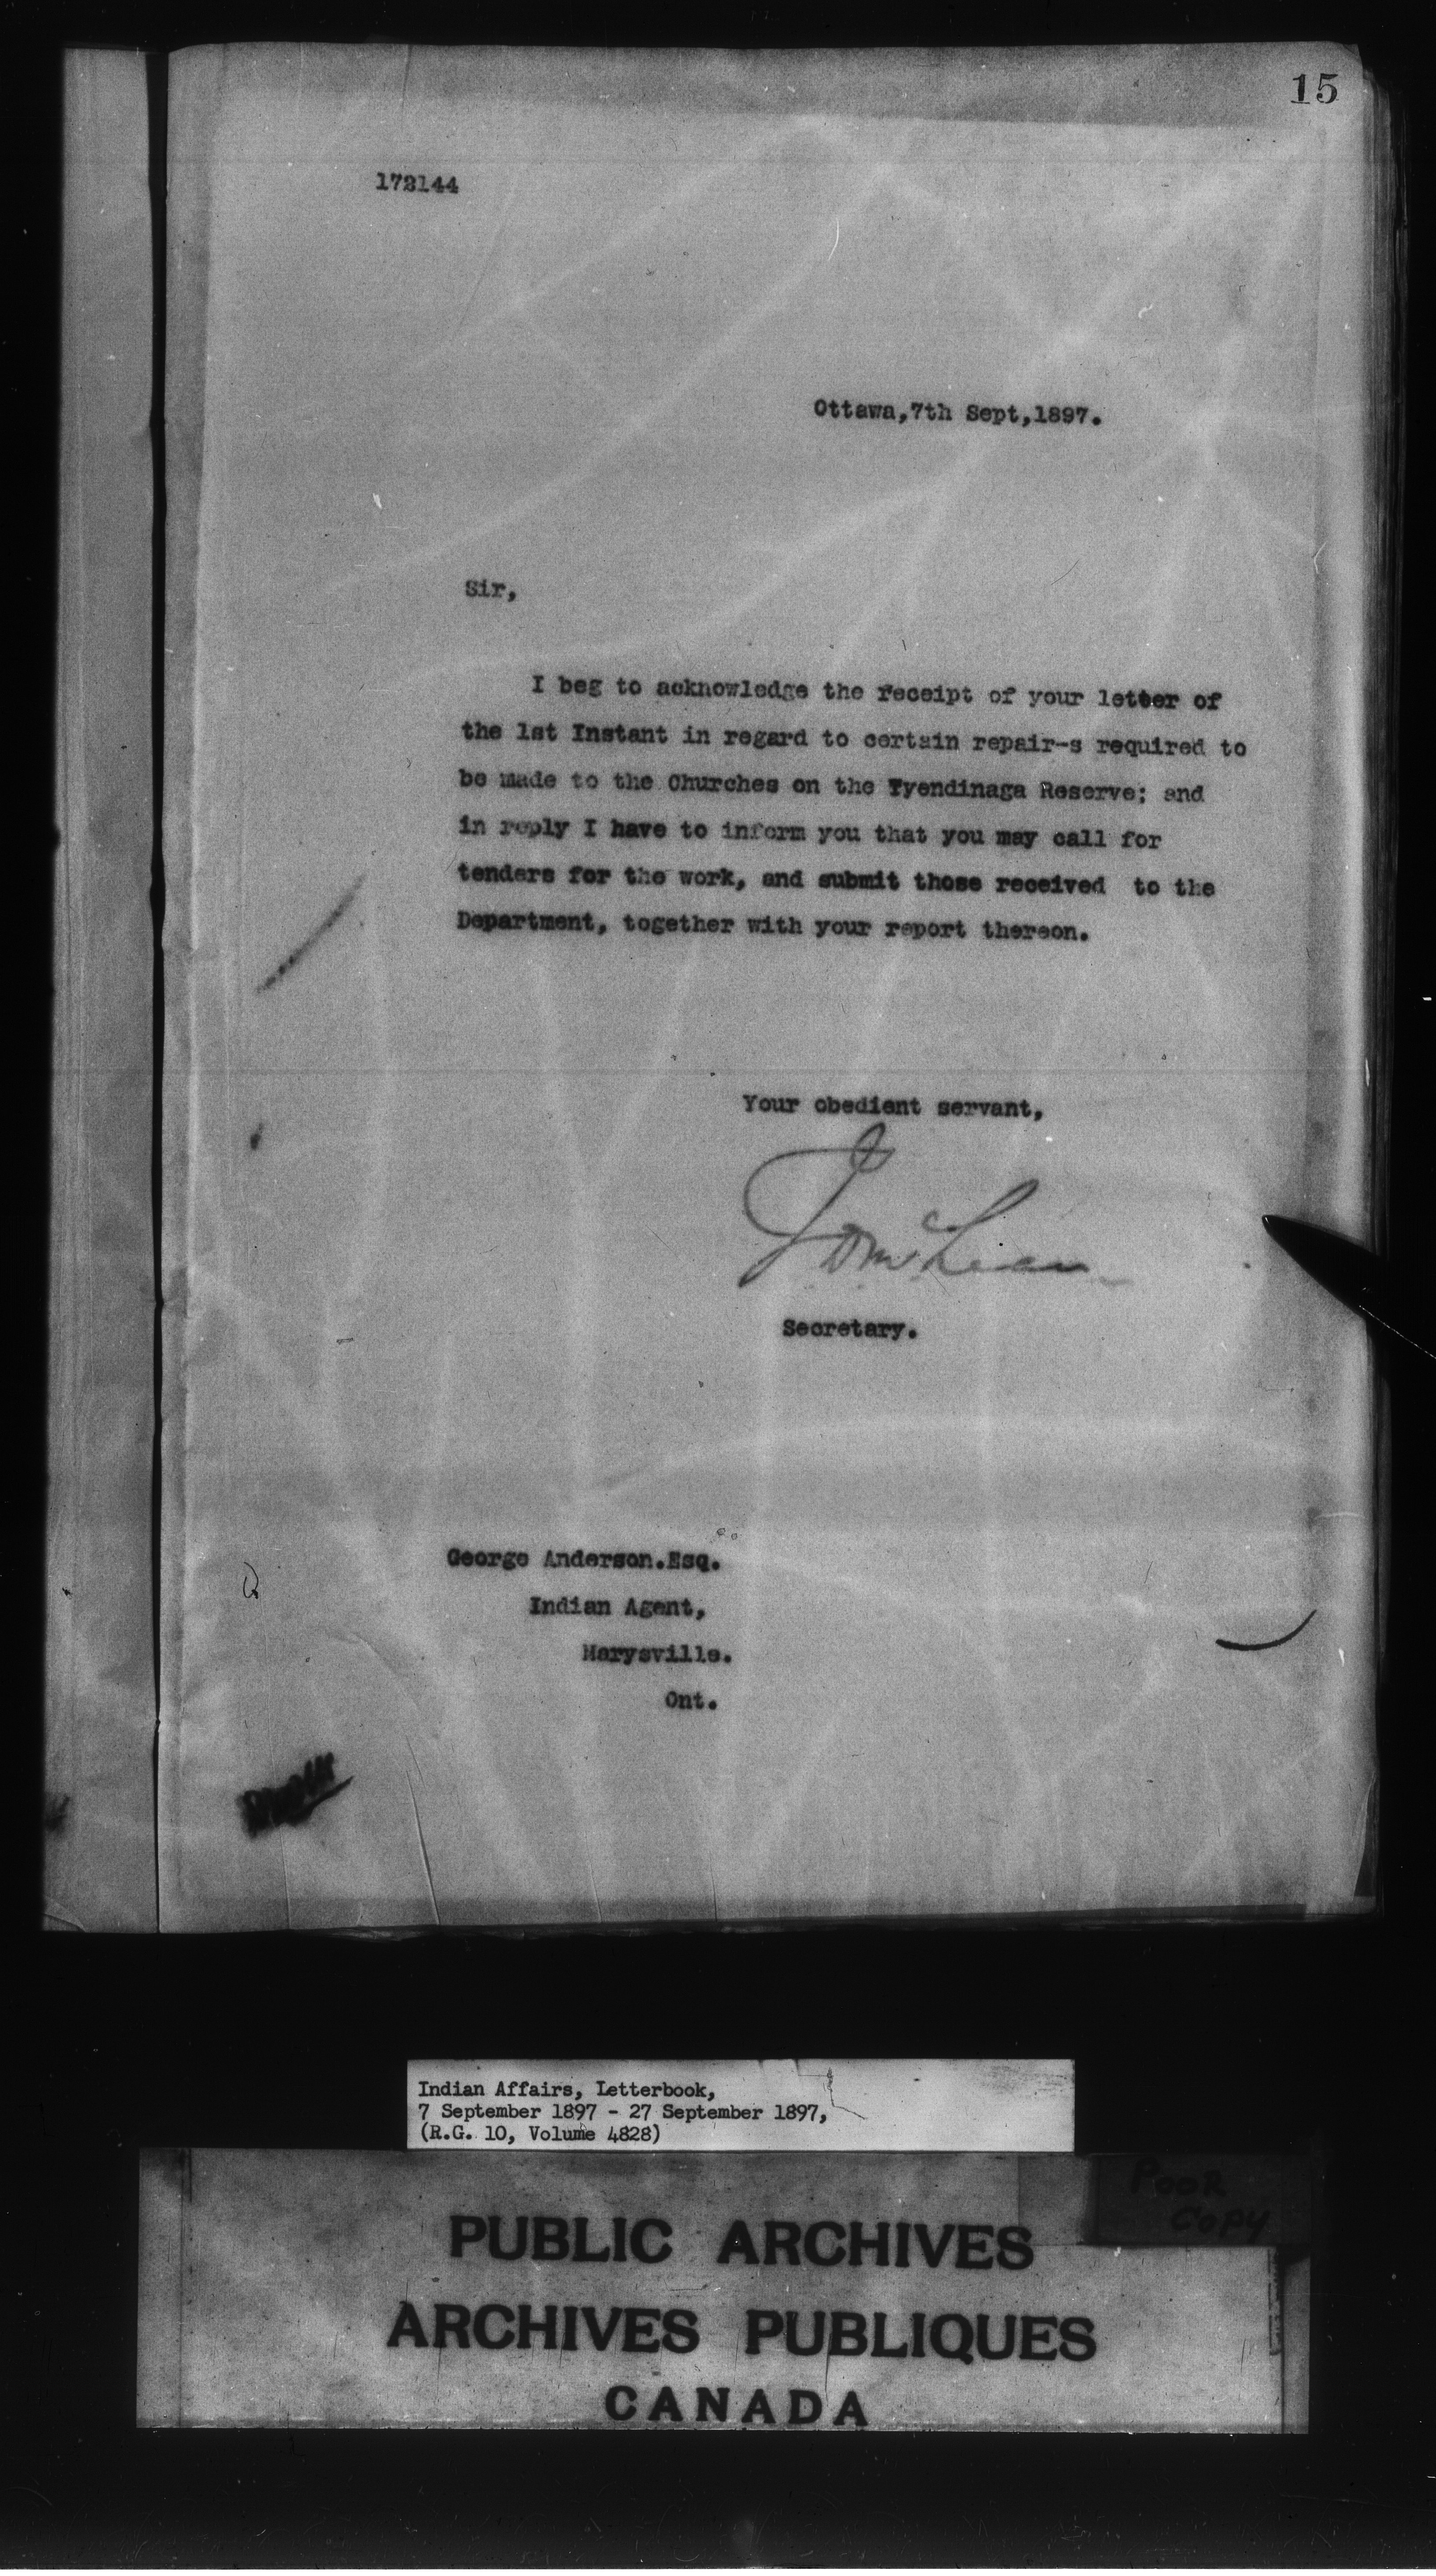 15
172144
Ottawa,7th Sept,1897.
Sir,
I beg to acknowledge the receipt of your letter of
the 1st Instant in regard to certain repair-s required to
be made to the Churches on the Tyendinaga Reserve; and
in reply I have to inform you that you may call for
tenders for the work, and submit those received to the
Department, together with your report thereon.
Your obedient servant,
Secretary.
George Anderson.Esq.
Indian Agent,
Marysville.
Ont.
Indian Affairs, Letterbook,
7 September 1897 - 27 September 1897,
(R.G. 10, Volume 4828)
POOR
COPY
PUBLIC ARCHIVES
ARCHIVES PUBLIQUES
CANADA